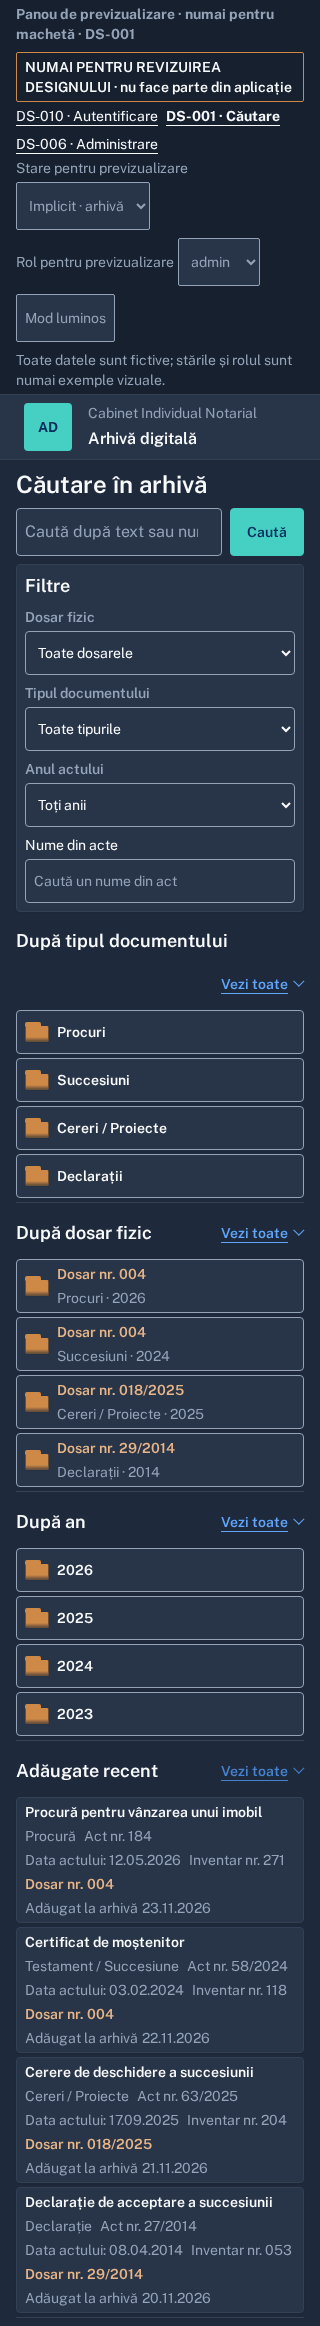 Panou de previzualizare · numai pentru
machetă · DS-001
NUMAI PENTRU REVIZUIREA
DESIGNULUI · nu face parte din aplicație
DS-010 · Autentificare DS-001 · Căutare
DS-006 · Administrare
Stare pentru previzualizare
Implicit · arhivă
Rol pentru previzualizare admin
Mod luminos
Toate datele sunt fictive; stările și rolul sunt
numai exemple vizuale.
AD
Cabinet Individual Notarial
Arhivă digitală
Căutare în arhivă
Caută după text sau nu
Caută
Filtre
Dosar fizic
Toate dosarele
Tipul documentului
Toate tipurile
Anul actului
Toți anii
Nume din acte
Caută un nume din act
După tipul documentului
Vezi toate
Procuri
Succesiuni
Cereri / Proiecte
Declarații
După dosar fizic
Vezi toate
Dosar nr. 004
Procuri · 2026
Dosar nr. 004
Succesiuni · 2024
Dosar nr. 018/2025
Cereri / Proiecte · 2025
Dosar nr. 29/2014
Declarații · 2014
După an
Vezi toate
2026
2025
2024
2023
Adăugate recent
Vezi toate
Procură pentru vânzarea unui imobil
Procură Act nr. 184
Data actului: 12.05.2026 Inventar nr. 271
Dosar nr. 004
Adăugat la arhivă 23.11.2026
Certificat de moștenitor
Testament / Succesiune Act nr. 58/2024
Data actului: 03.02.2024 Inventar nr. 118
Dosar nr. 004
Adăugat la arhivă 22.11.2026
Cerere de deschidere a succesiunii
Cereri / Proiecte Act nr. 63/2025
Data actului: 17.09.2025 Inventar nr. 204
Dosar nr. 018/2025
Adăugat la arhivă 21.11.2026
Declarație de acceptare a succesiunii
Declarație Act nr. 27/2014
Data actului: 08.04.2014 Inventar nr. 053
Dosar nr. 29/2014
Adăugat la arhivă 20.11.2026